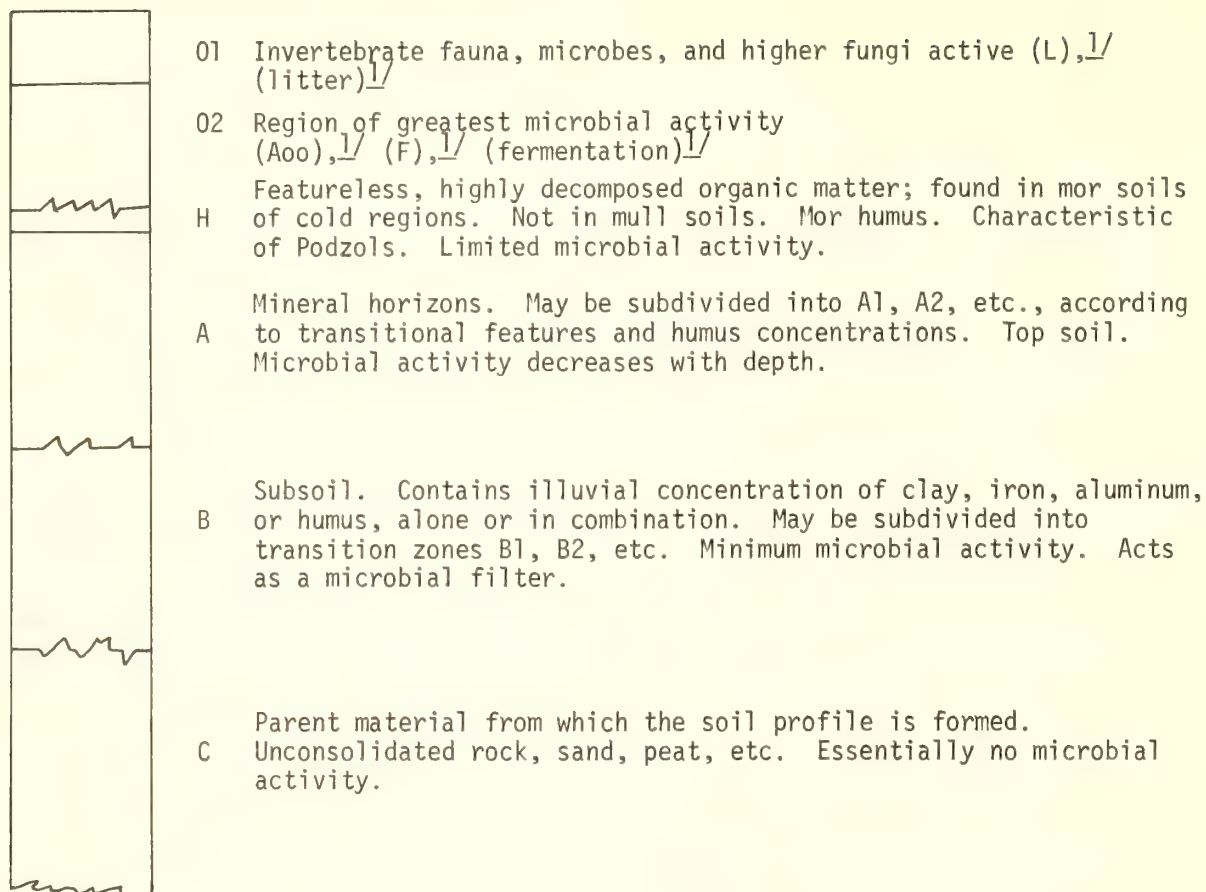 01 Invertebrate fauna, microbes, and higher fungi active (L),1/
(litter)1/
02 Region of greatest microbial activity
(Aoo),1/ (F),1/ (fermentation)1/
Featureless, highly decomposed organic matter; found in mor soils
H of cold regions. Not in mull soils. Mor humus. Characteristic
of Podzols. Limited microbial activity.
Mineral horizons. May be subdivided into A1, A2, etc., according
A to transitional features and humus concentrations. Top soil.
Microbial activity decreases with depth.
Subsoil. Contains illuvial concentration of clay, iron, aluminum,
B or humus, alone or in combination. May be subdivided into
transition zones B1, B2, etc. Minimum microbial activity. Acts
as a microbial filter.
Parent material from which the soil profile is formed.
C Unconsolidated rock, sand, peat, etc. Essentially no microbial
activity.